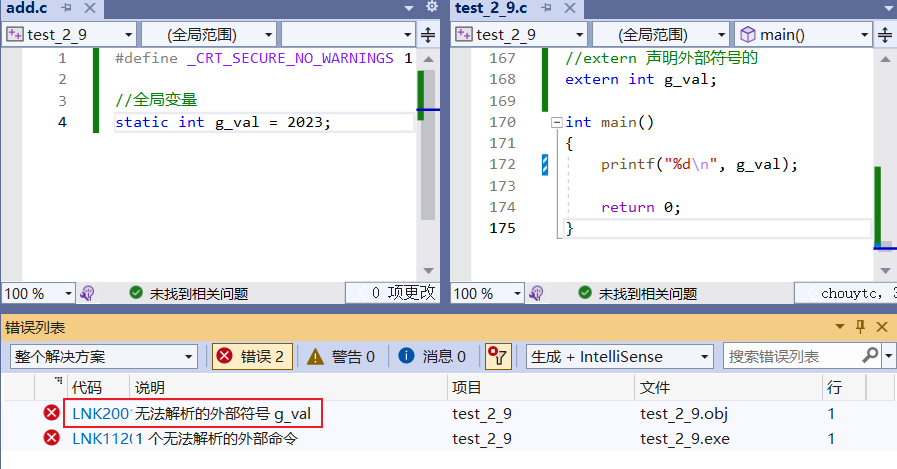 add.c
test_2_9
(全局范围)
1 #define _CRT_SECURE_NO_WARNINGS 1
2
3 //全局变量
4 static int g_val = 2023;
100 %
未找到相关问题
0 项更改
test_2_9.c
test_2_9
(全局范围)
main()
167 //extern 声明外部符号的
168 extern int g_val;
169
170 int main()
171 {
172 printf("%d\n", g_val);
173
174 return 0;
175 }
100 %
未找到相关问题
chouytc, 3
错误列表
整个解决方案
错误 2
警告 0
消息 0
生成 + IntelliSense
搜索错误列表
代码 说明 项目 文件 行
LNK200 无法解析的外部符号 g_val test_2_9 test_2_9.obj 1
LNK112 1 个无法解析的外部命令 test_2_9 test_2_9.exe 1